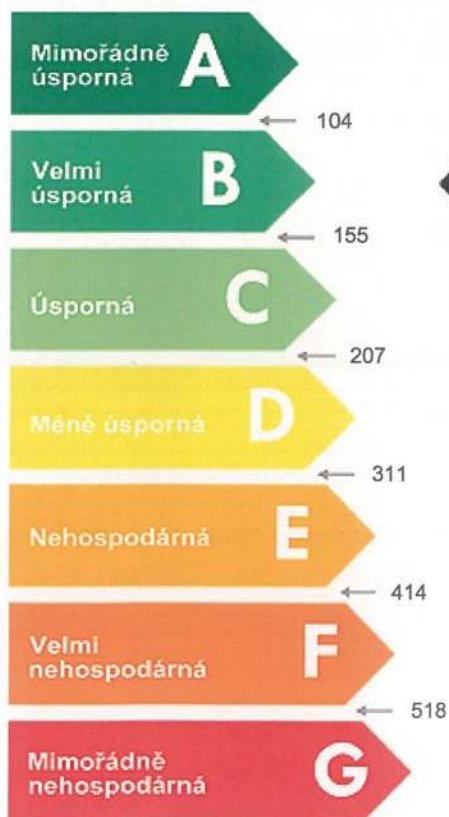 Mimořádně
úsporná
A
104
Velmi
úsporná
B
155
Úsporná
C
207
Méně úsporná
D
311
Nehospodárná
E
414
Velmi
nehospodárná
F
518
Mimořádně
nehospodárná
G